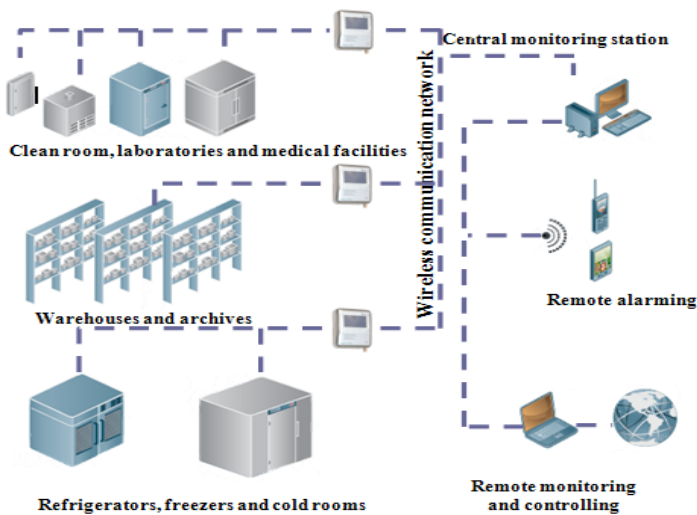 Central monitoring station
Clean room, laboratories and medical facilities
Wireless communication network
Remote alarming
Warehouses and archives
Remote monitoring
and controlling
Refrigerators, freezers and cold rooms